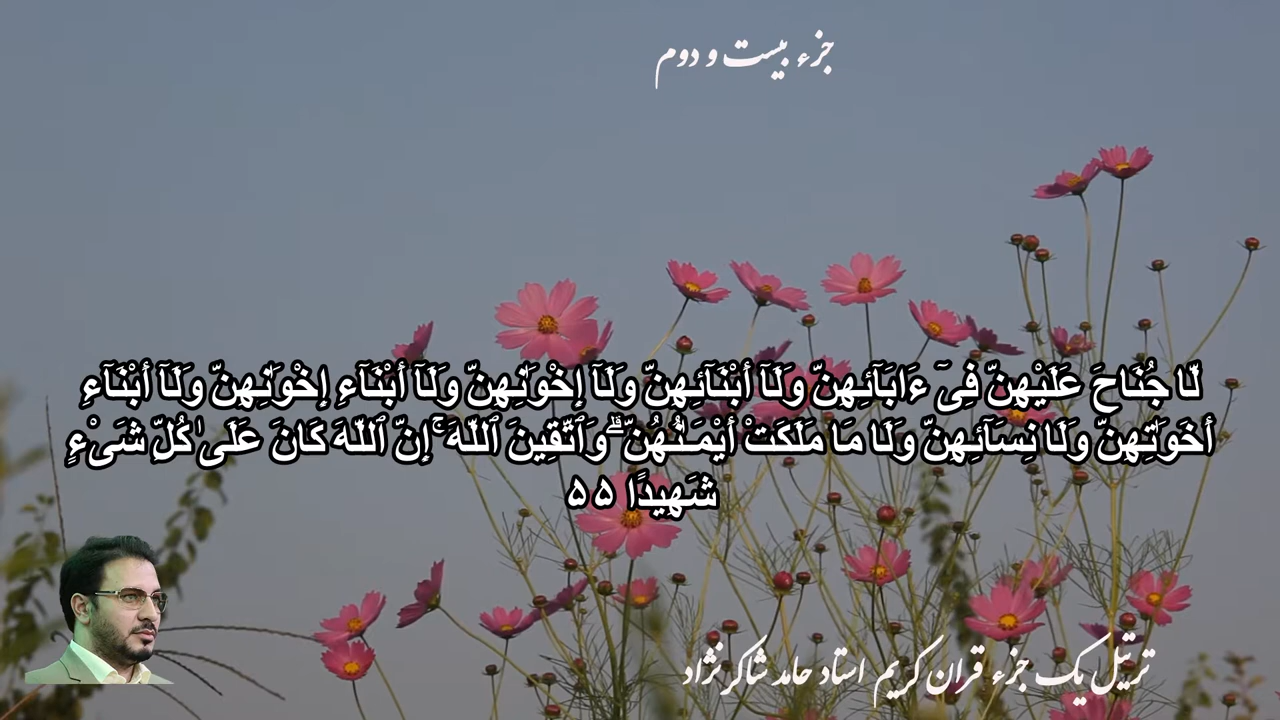 جزء بیست و دوم
لَّا جُنَاحَ عَلَيْهِنَّ فِىٓ ءَابَآئِهِنَّ وَلَآ أَبْنَآئِهِنَّ وَلَآ إِخْوَٰنِهِنَّ وَلَآ أَبْنَآءِ إِخْوَٰنِهِنَّ وَلَآ أَبْنَآءِ
أَخَوَٰتِهِنَّ وَلَا نِسَآئِهِنَّ وَلَا مَا مَلَكَتْ أَيْمَـٰنُهُنَّ ۗ وَٱتَّقِينَ ٱللَّهَ ۚ إِنَّ ٱللَّهَ كَانَ عَلَىٰ كُلِّ شَىْءٍ
شَهِيدًا ۵۵
ترتیل یک جزء قران کریم استاد حامد شاکرنژاد